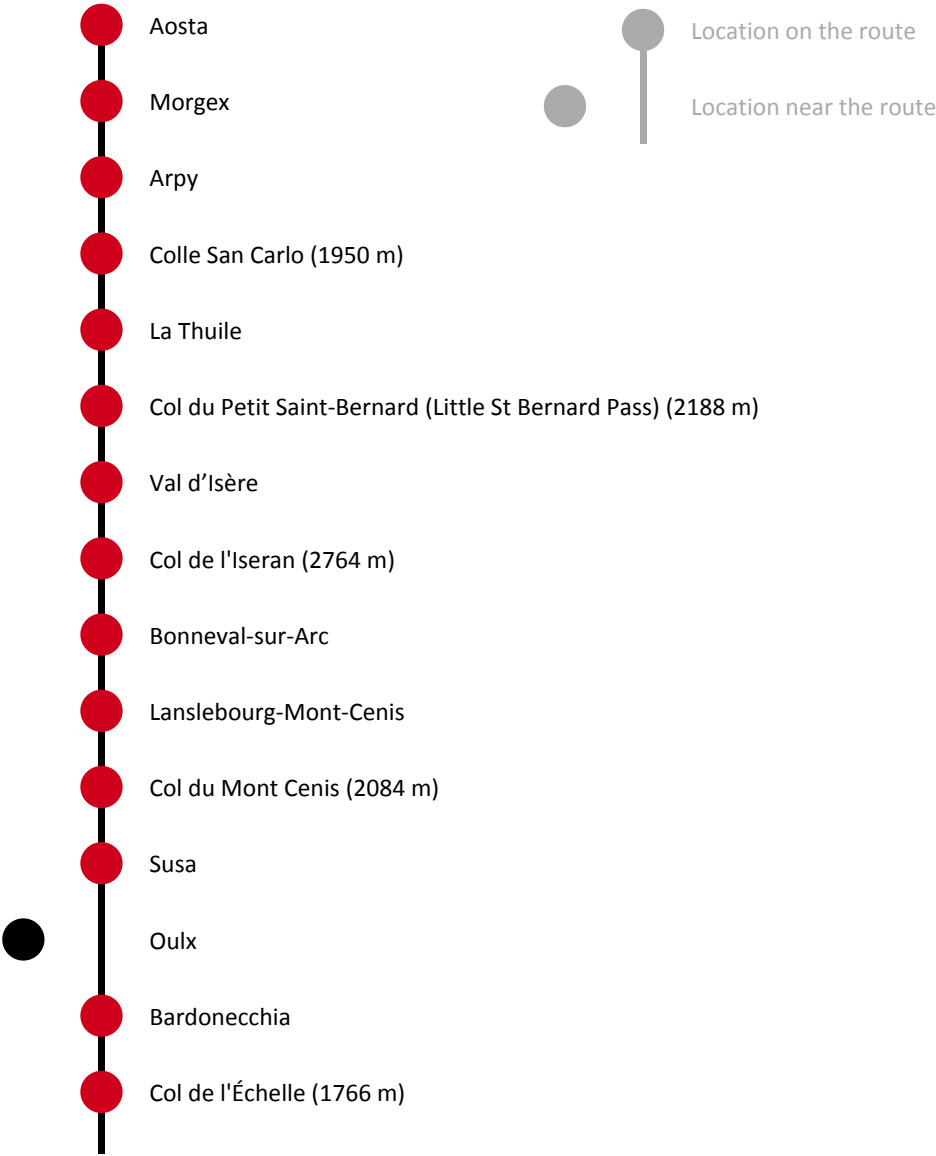 Aosta
Location on the route
Morgex
Location near the route
Arpy
Colle San Carlo (1950 m)
La Thuile
Col du Petit Saint-Bernard (Little St Bernard Pass) (2188 m)
Val d’Isère
Col de l'Iseran (2764 m)
Bonneval-sur-Arc
Lanslebourg-Mont-Cenis
Col du Mont Cenis (2084 m)
Susa
Oulx
Bardonecchia
Col de l'Échelle (1766 m)